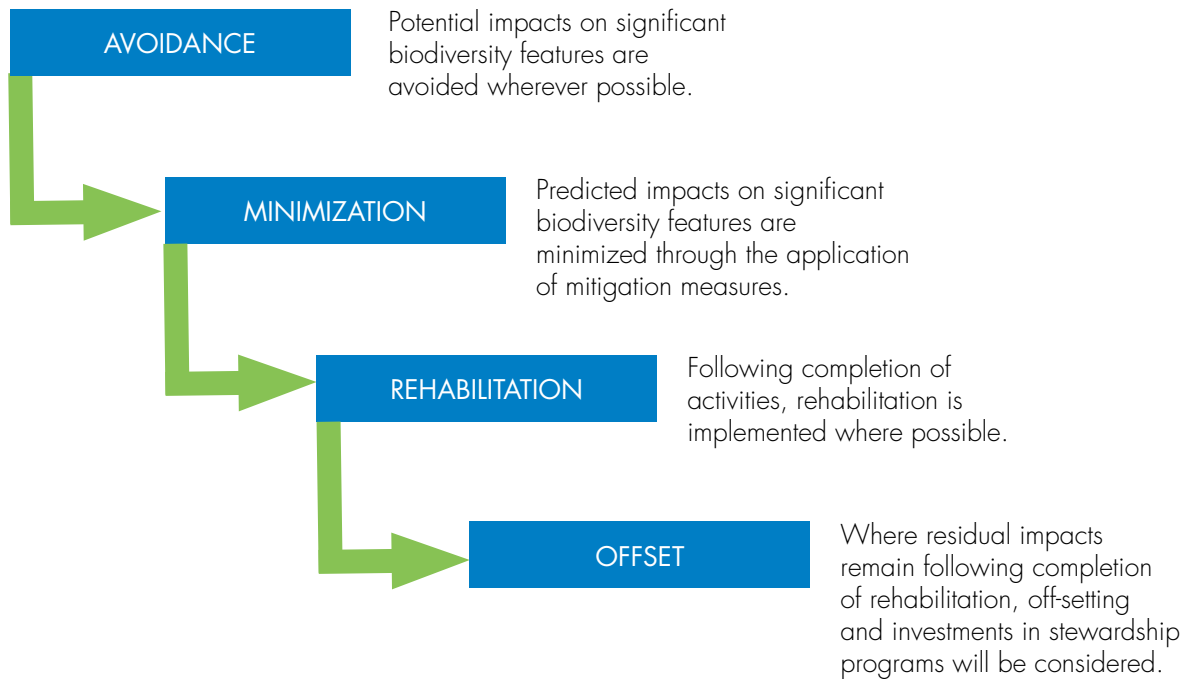 AVOIDANCE
Potential impacts on significant
biodiversity features are
avoided wherever possible.
MINIMIZATION
Predicted impacts on significant
biodiversity features are
minimized through the application
of mitigation measures.
REHABILITATION
Following completion of
activities, rehabilitation is
implemented where possible.
OFFSET
Where residual impacts
remain following completion
of rehabilitation, off-setting
and investments in stewardship
programs will be considered.